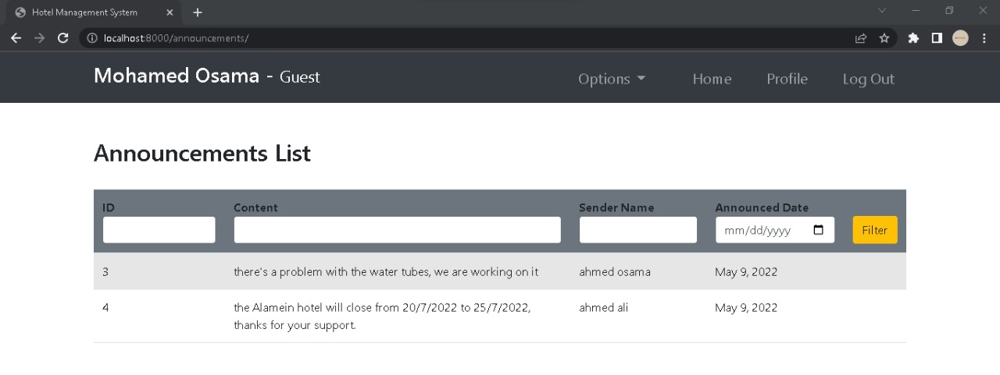 Hotel Management System
localhost:8000/announcements/
Mohamed Osama - Guest
Options
Home
Profile
Log Out
Announcements List
ID
Content
Sender Name
Announced Date
mm/dd/yyyy
Filter
3
there's a problem with the water tubes, we are working on it
ahmed osama
May 9, 2022
4
the Alamein hotel will close from 20/7/2022 to 25/7/2022,
thanks for your support.
ahmed ali
May 9, 2022